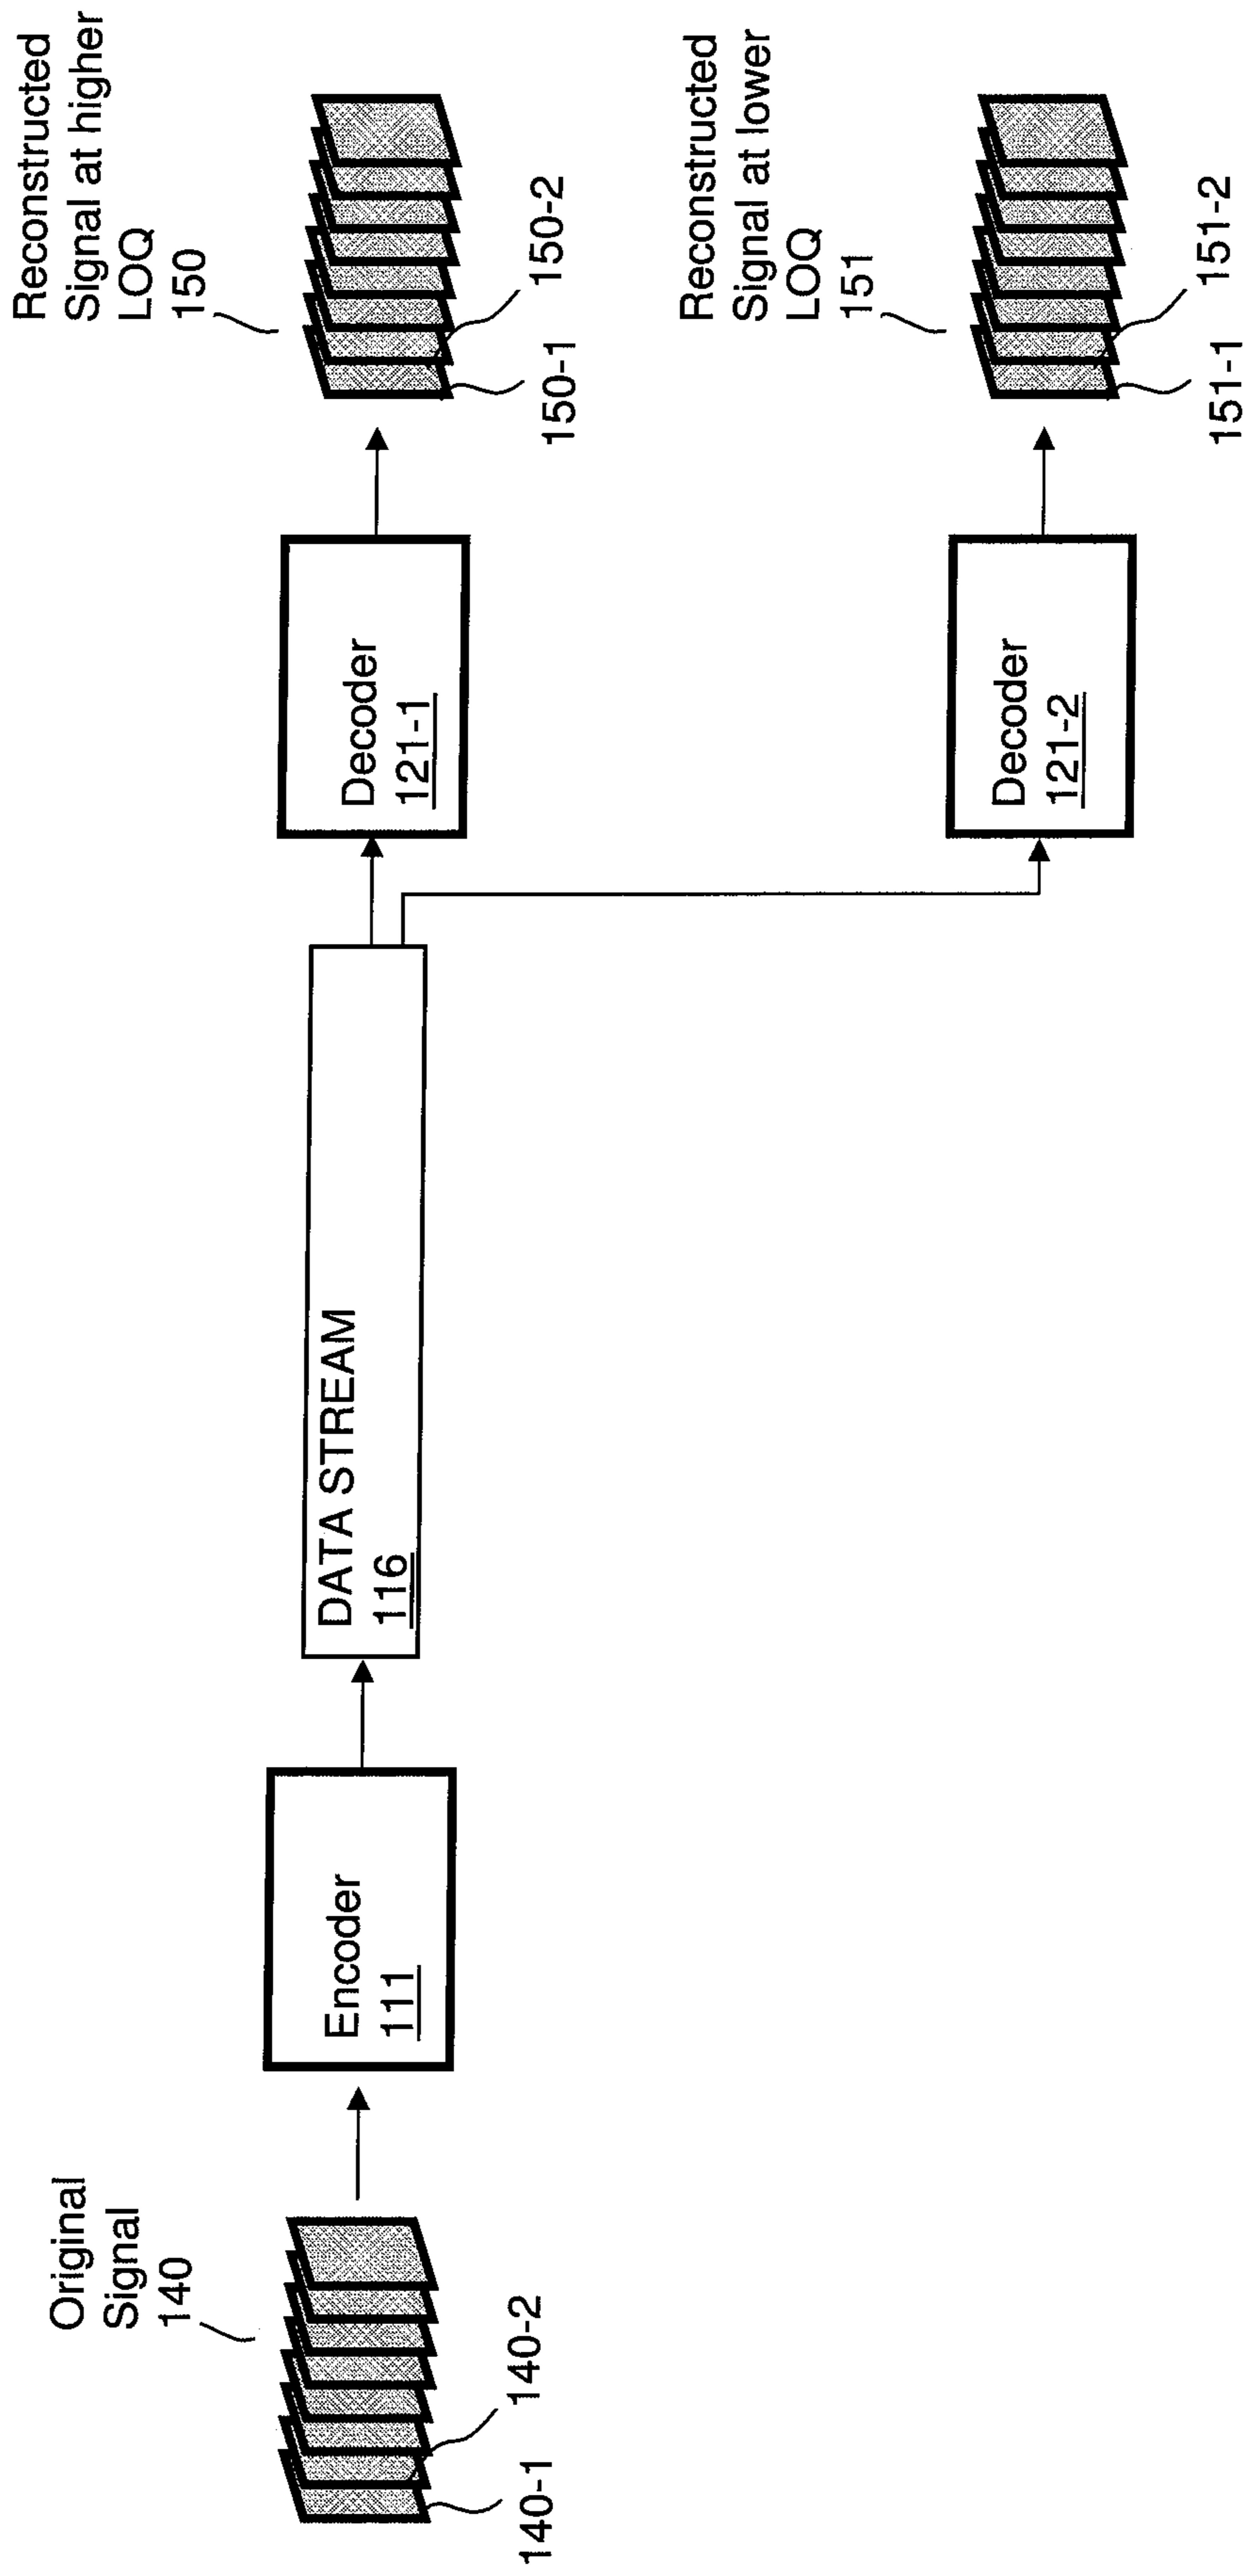 Original
Signal
140
140-1
140-2
Encoder
111
DATA STREAM
116
Decoder
121-1
Reconstructed
Signal at higher
LOQ
150
150-1
150-2
Decoder
121-2
Reconstructed
Signal at lower
LOQ
151
151-1
151-2